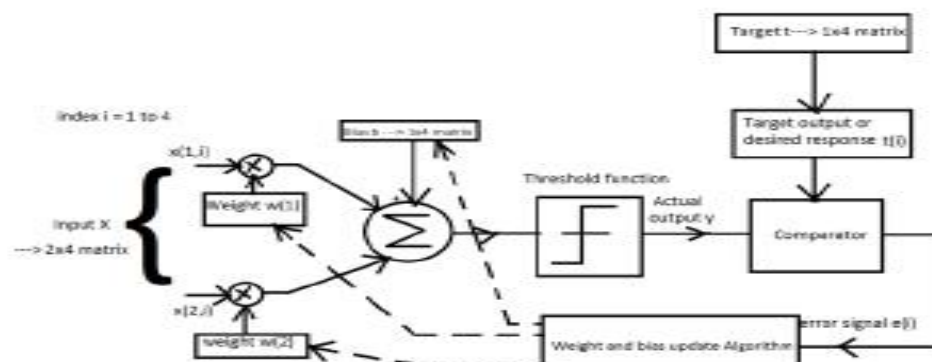 Target t---> 1x4 matrix
index i = 1 to 4
Bias b ---> 1x4 matrix
Target output or
desired response t[i]
x(1,i)
Weight w(1)
Threshold function
Actual
output y
Input X
---> 2x4 matrix
Comparator
x(2,i)
weight w(2)
Weight and bias update Algorithm
error signal e[i]